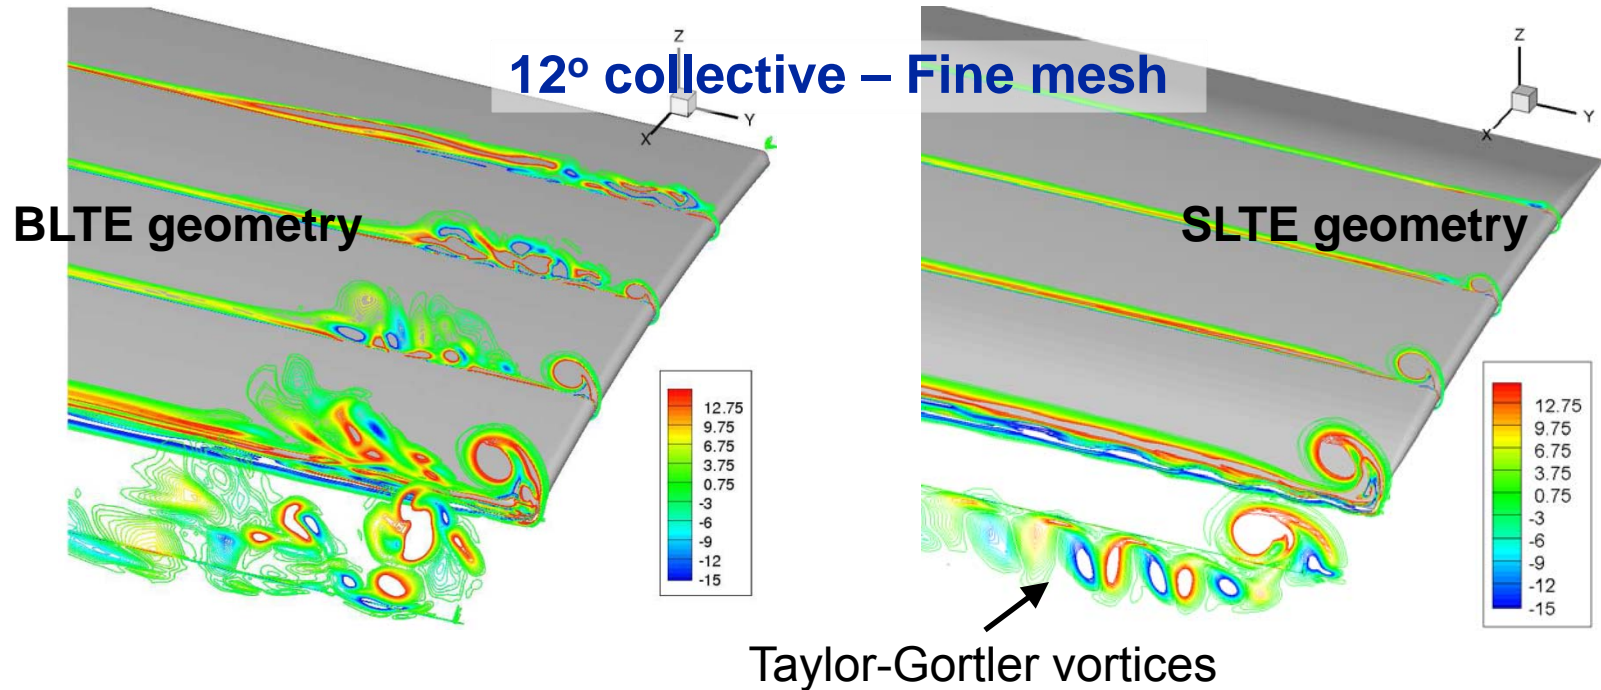 12º collective – Fine mesh
Z
Y
X
Z
Y
X
BLTE geometry
SLTE geometry
12.75
9.75
6.75
3.75
0.75
-3
-6
-9
-12
-15
12.75
9.75
6.75
3.75
0.75
-3
-6
-9
-12
-15
Taylor-Gortler vortices